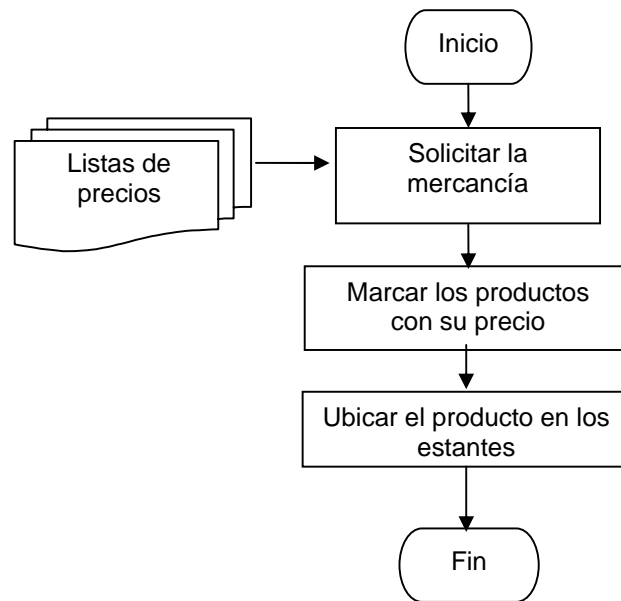 Inicio
Listas de
precios
Solicitar la
mercancía
Marcar los productos
con su precio
Ubicar el producto en los
estantes
Fin